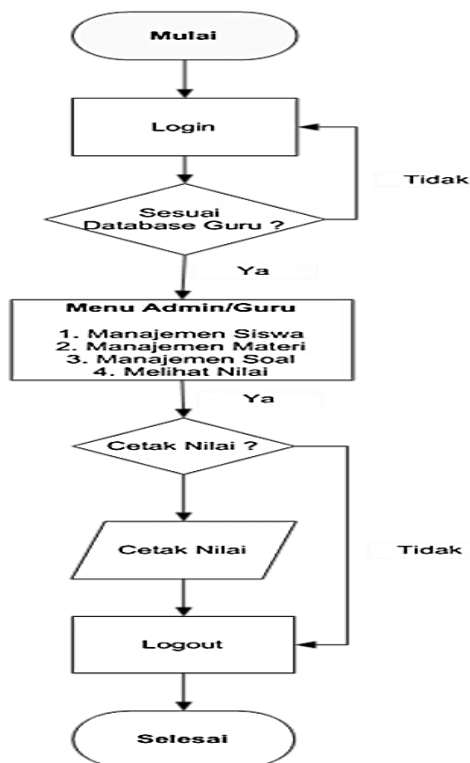 Mulai
Login
Tidak
Sesuai
Database Guru ?
Ya
Menu Admin/Guru
1. Manajemen Siswa
2. Manajemen Materi
3. Manajemen Soal
4. Melihat Nilai
Ya
Cetak Nilai ?
Cetak Nilai
Tidak
Logout
Selesai